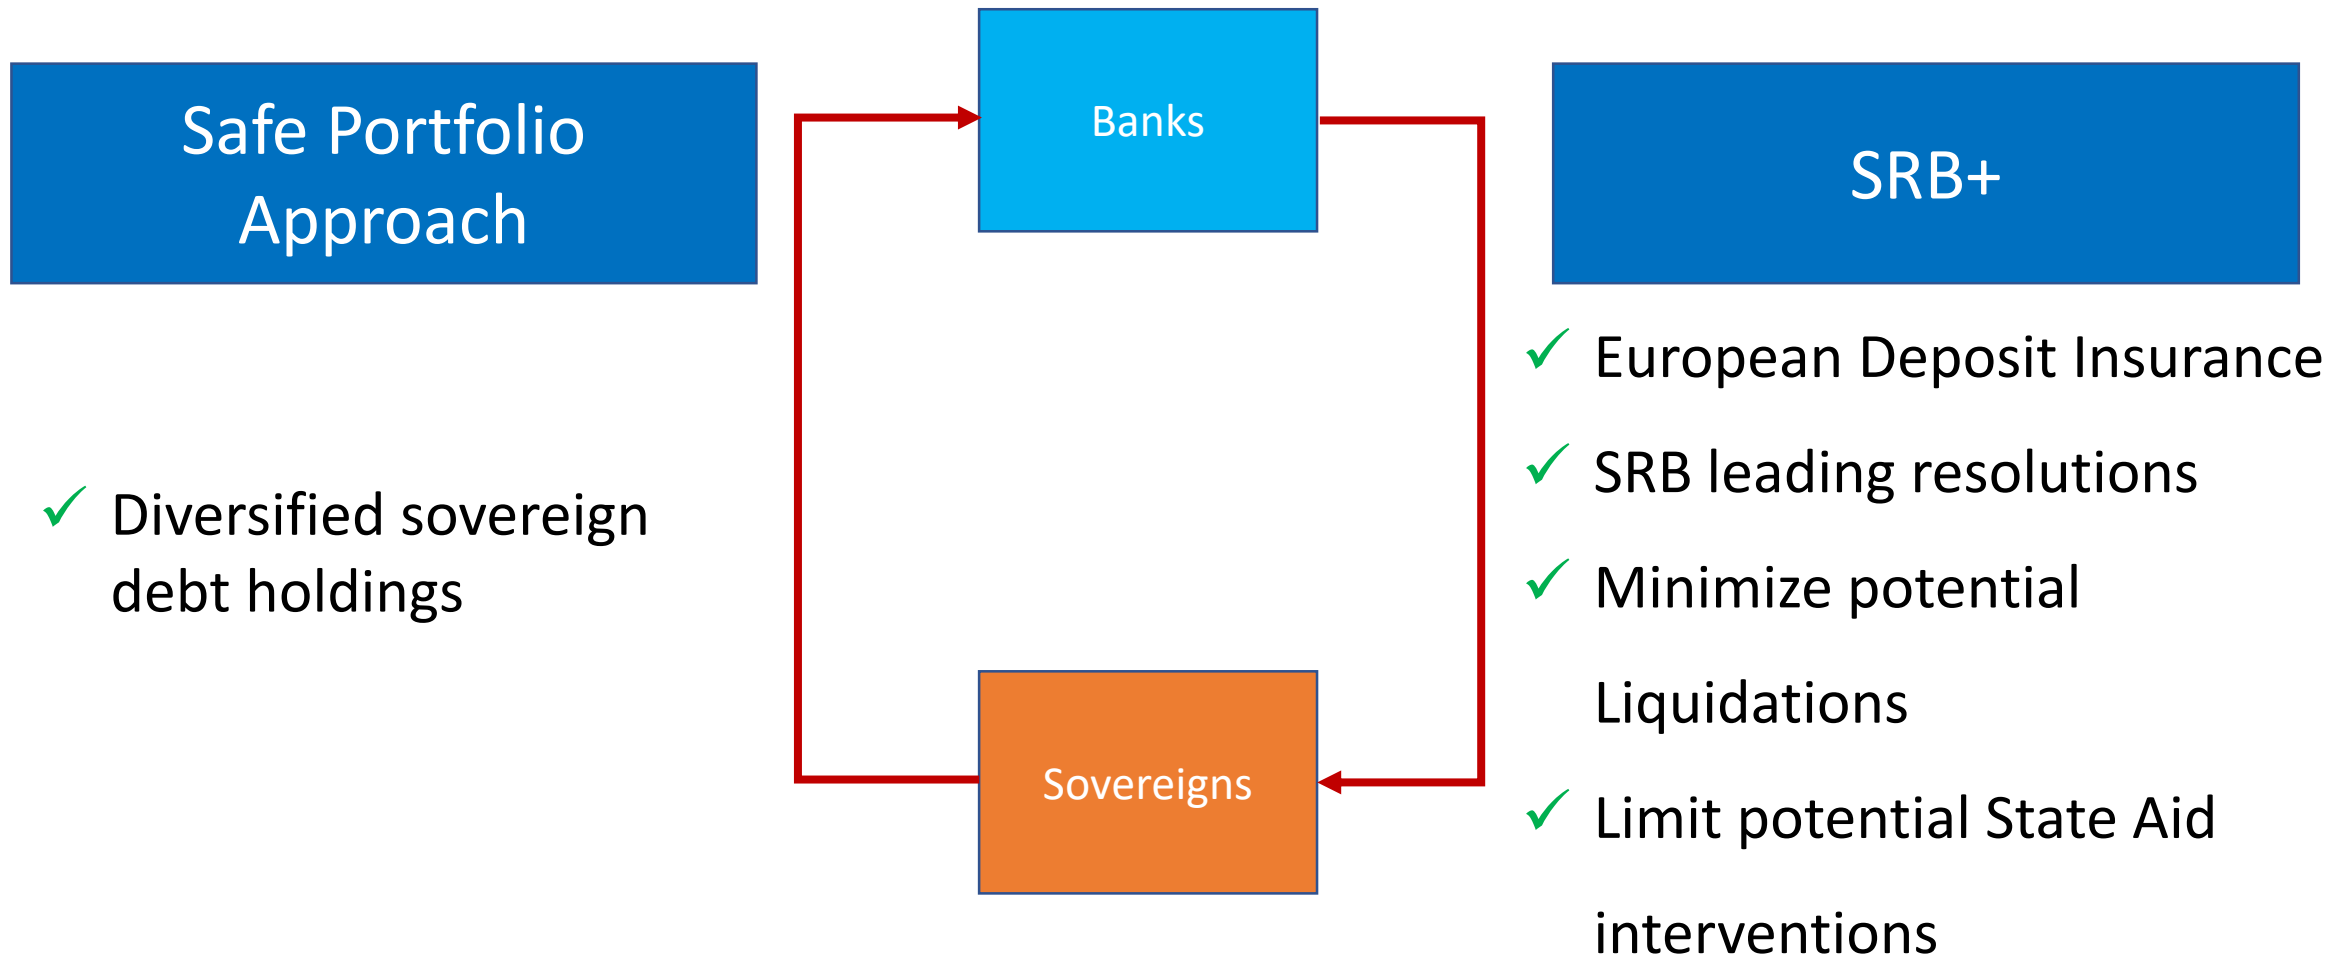 Safe Portfolio
Approach
Diversified sovereign
debt holdings
Banks
Sovereigns
SRB+
European Deposit Insurance
SRB leading resolutions
Minimize potential
Liquidations
Limit potential State Aid
interventions